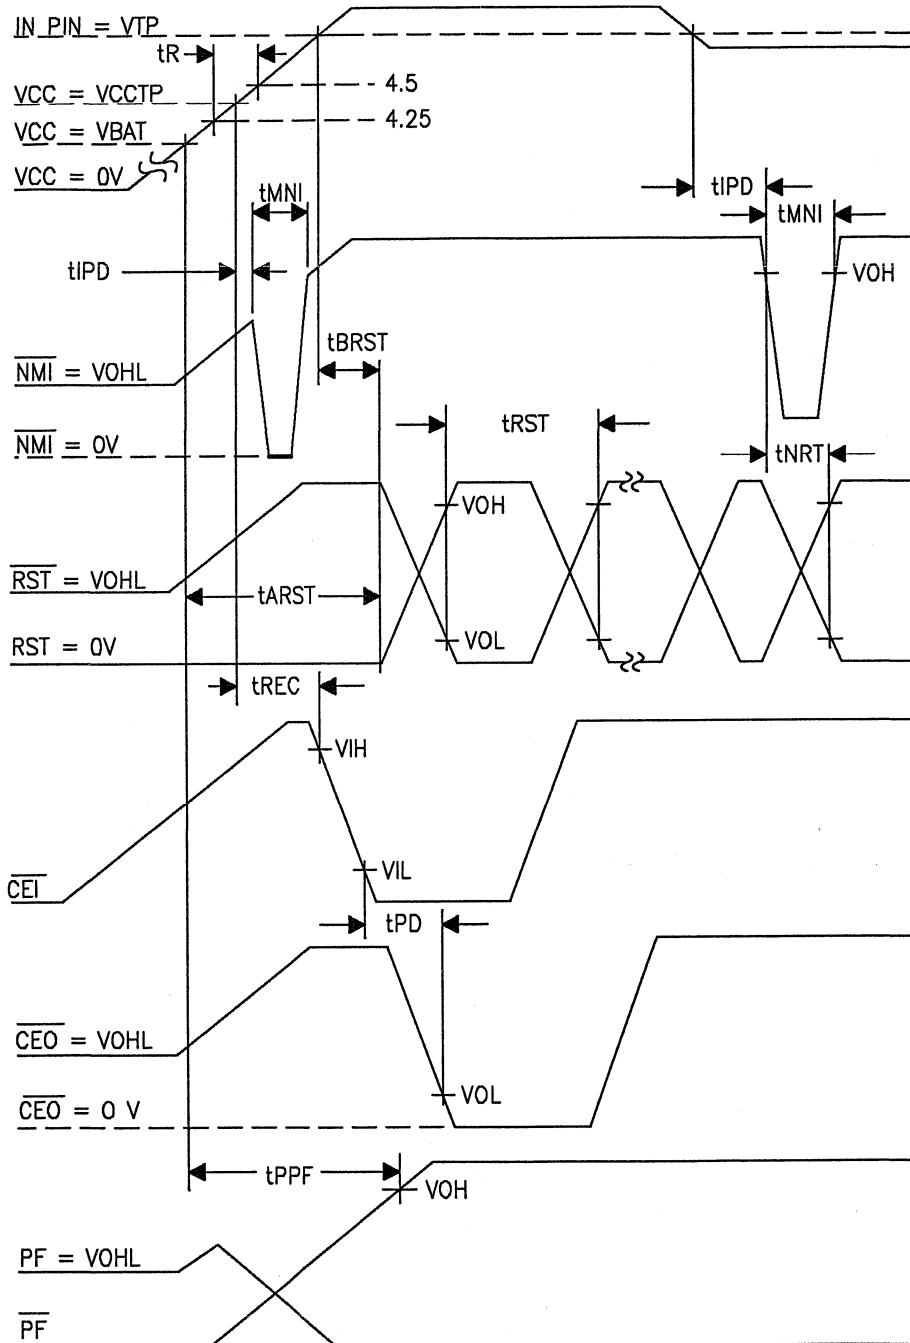 IN PIN = VTP
tR
4.5
VCC = VCCTP
4.25
VCC = VBAT
VCC = 0V
tMNI
tIPD
tMNI
tIPD
VOH
tBRST
NMI = VOHL
tRST
NMI = 0V
tNRT
VOH
RST = VOHL
tARST
VOL
RST = 0V
tREC
VIH
VIL
CEI
tPD
CEO = VOHL
VOL
CEO = 0 V
tPPF
VOH
PF = VOHL
PF